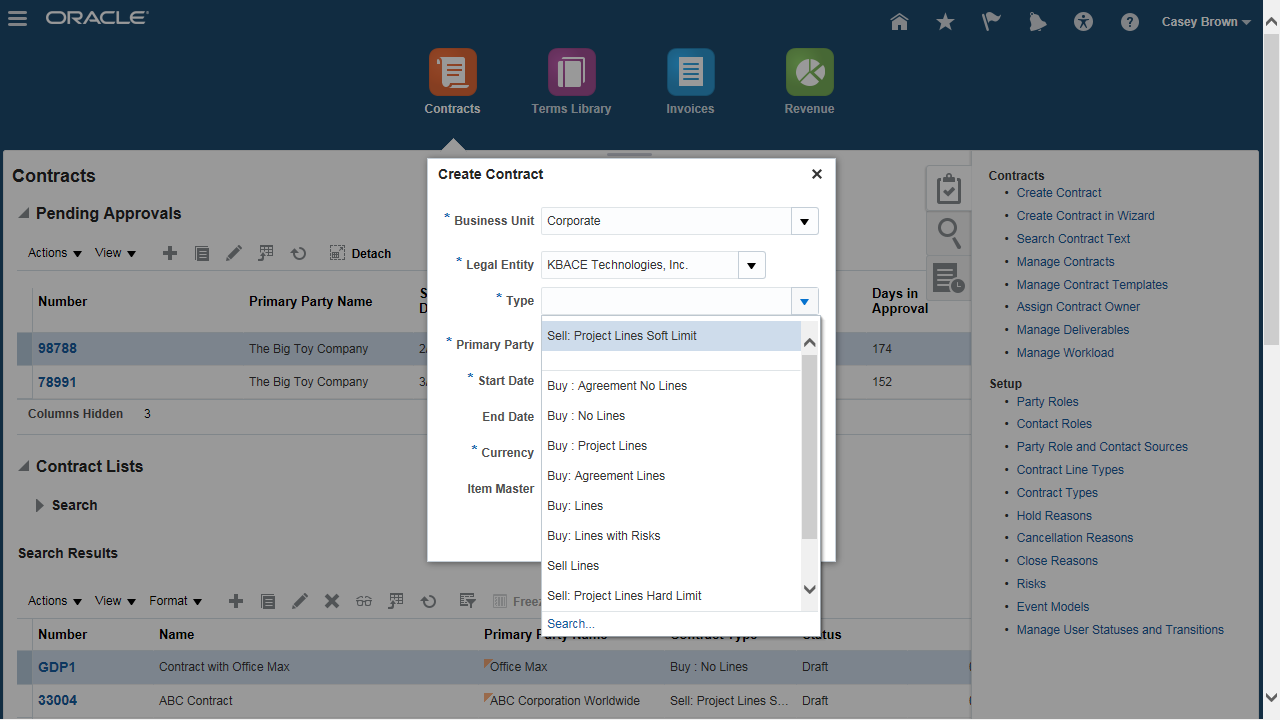 ORACLE
Casey Brown
Contracts
Terms Library
Invoices
Revenue
Contracts
Pending Approvals
Actions View Detach
Number Primary Party Name
Days in
Approval
98788 The Big Toy Company 174
78991 The Big Toy Company 152
Columns Hidden 3
Contract Lists
Search
Search Results
Actions View Format
Number Name Status
GDP1 Contract with Office Max Office Max Buy : No Lines Draft
33004 ABC Contract ABC Corporation Worldwide Sell: Project Lines S... Draft
Create Contract
* Business Unit Corporate
* Legal Entity KBACE Technologies, Inc.
* Type
* Primary Party
* Start Date
End Date
* Currency
Item Master
Sell: Project Lines Soft Limit
Buy : Agreement No Lines
Buy : No Lines
Buy : Project Lines
Buy: Agreement Lines
Buy: Lines
Buy: Lines with Risks
Sell Lines
Sell: Project Lines Hard Limit
Search...
Contracts
• Create Contract
• Create Contract in Wizard
• Search Contract Text
• Manage Contracts
• Manage Contract Templates
• Assign Contract Owner
• Manage Deliverables
• Manage Workload
Setup
• Party Roles
• Contact Roles
• Party Role and Contact Sources
• Contract Line Types
• Contract Types
• Hold Reasons
• Cancellation Reasons
• Close Reasons
• Risks
• Event Models
• Manage User Statuses and Transitions